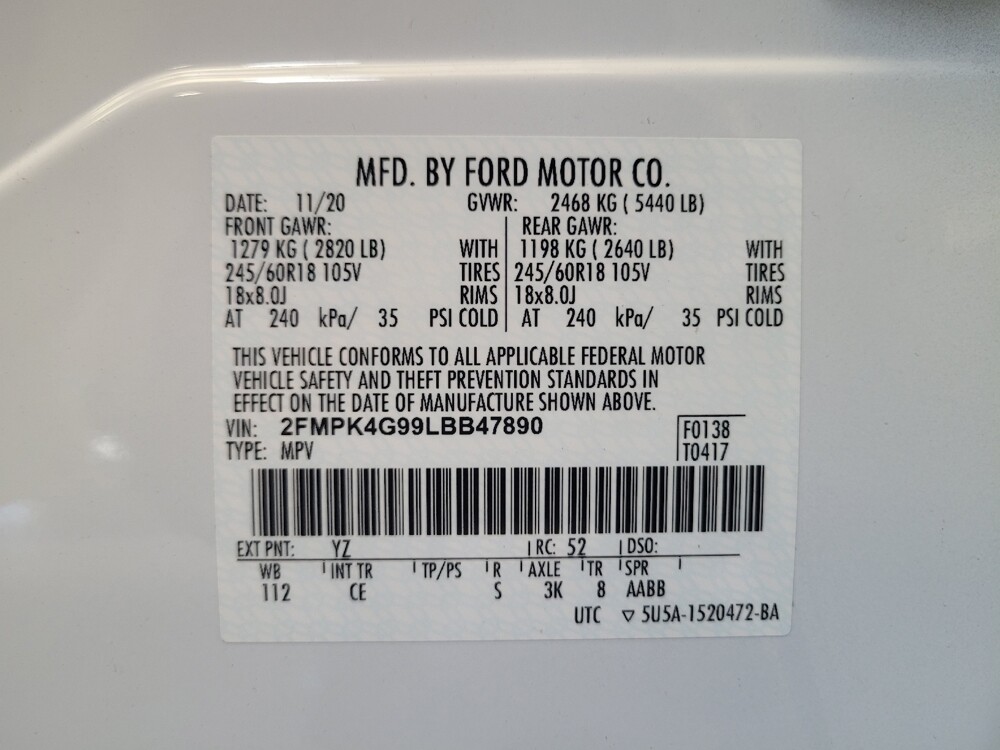 MFD. BY FORD MOTOR CO.
DATE: 11/20 GVWR: 2468 KG ( 5440 LB)
FRONT GAWR: REAR GAWR:
1279 KG ( 2820 LB) WITH 1198 KG ( 2640 LB) WITH
245/60R18 105V TIRES 245/60R18 105V TIRES
18x8.0J RIMS 18x8.0J RIMS
AT 240 kPa/ 35 PSI COLD AT 240 kPa/ 35 PSI COLD
THIS VEHICLE CONFORMS TO ALL APPLICABLE FEDERAL MOTOR
VEHICLE SAFETY AND THEFT PREVENTION STANDARDS IN
EFFECT ON THE DATE OF MANUFACTURE SHOWN ABOVE.
VIN: 2FMPK4G99LBB47890 F0138
TYPE: MPV T0417
EXT PNT: YZ RC: 52 DSO:
WB INT TR TP/PS R AXLE TR SPR
112 CE S 3K 8 AABB
UTC ▽ 5U5A-1520472-BA